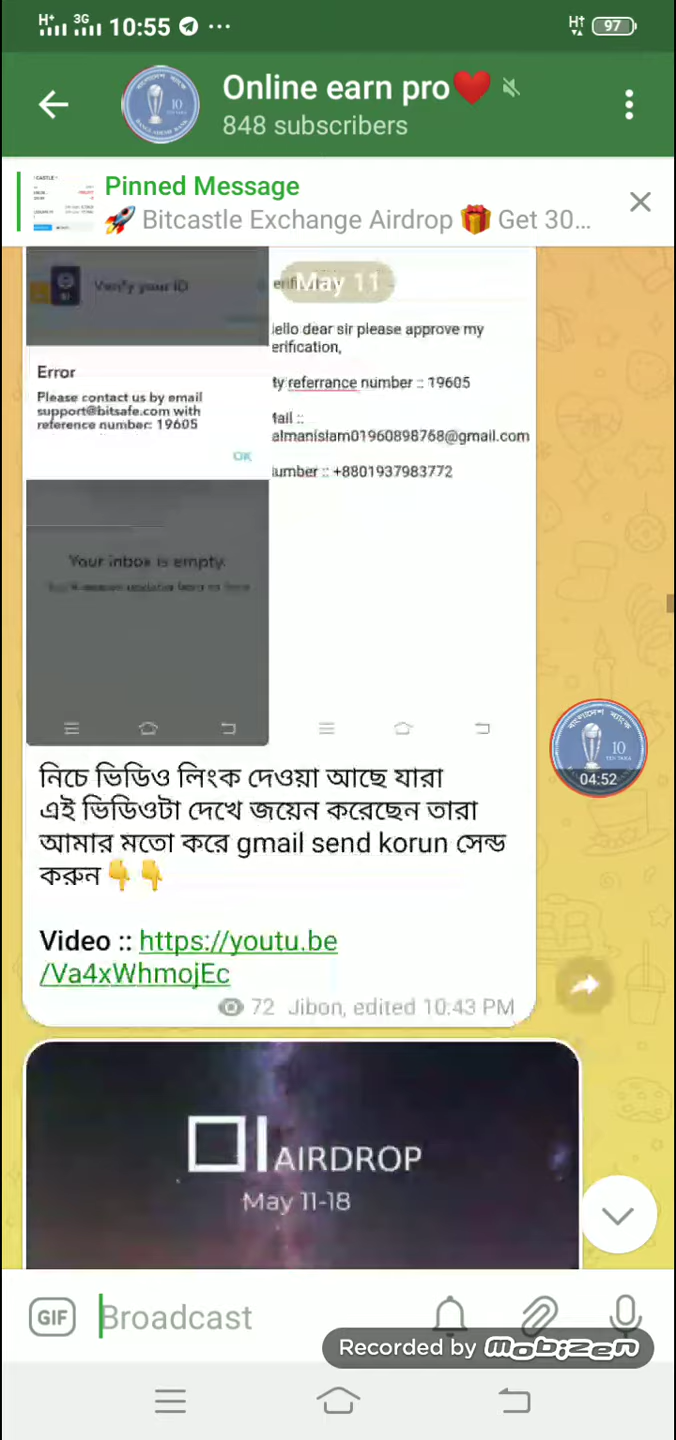 H+ 3G 10:55 97
Online earn pro❤️
848 subscribers
Pinned Message
🚀 Bitcastle Exchange Airdrop 🎁 Get 30...
May 11
Verify your ID
ello dear sir please approve my
erification,
Error
Please contact us by email
support@bitsafe.com with
reference number: 19605
OK
y referrance number :: 19605
ail ::
almanislam01960898768@gmail.com
umber :: +8801937983772
Your inbox is empty.
10
04:52
নিচে ভিডিও লিংক দেওয়া আছে যারা
এই ভিডিওটা দেখে জয়েন করেছেন তারা
আমার মতো করে gmail send korun সেন্ড
করুন👇👇
Video :: https://youtu.be
/Va4xWhmojEc
72 Jibon, edited 10:43 PM
AIRDROP
May 11-18
GIF Broadcast
Recorded by Mobizen